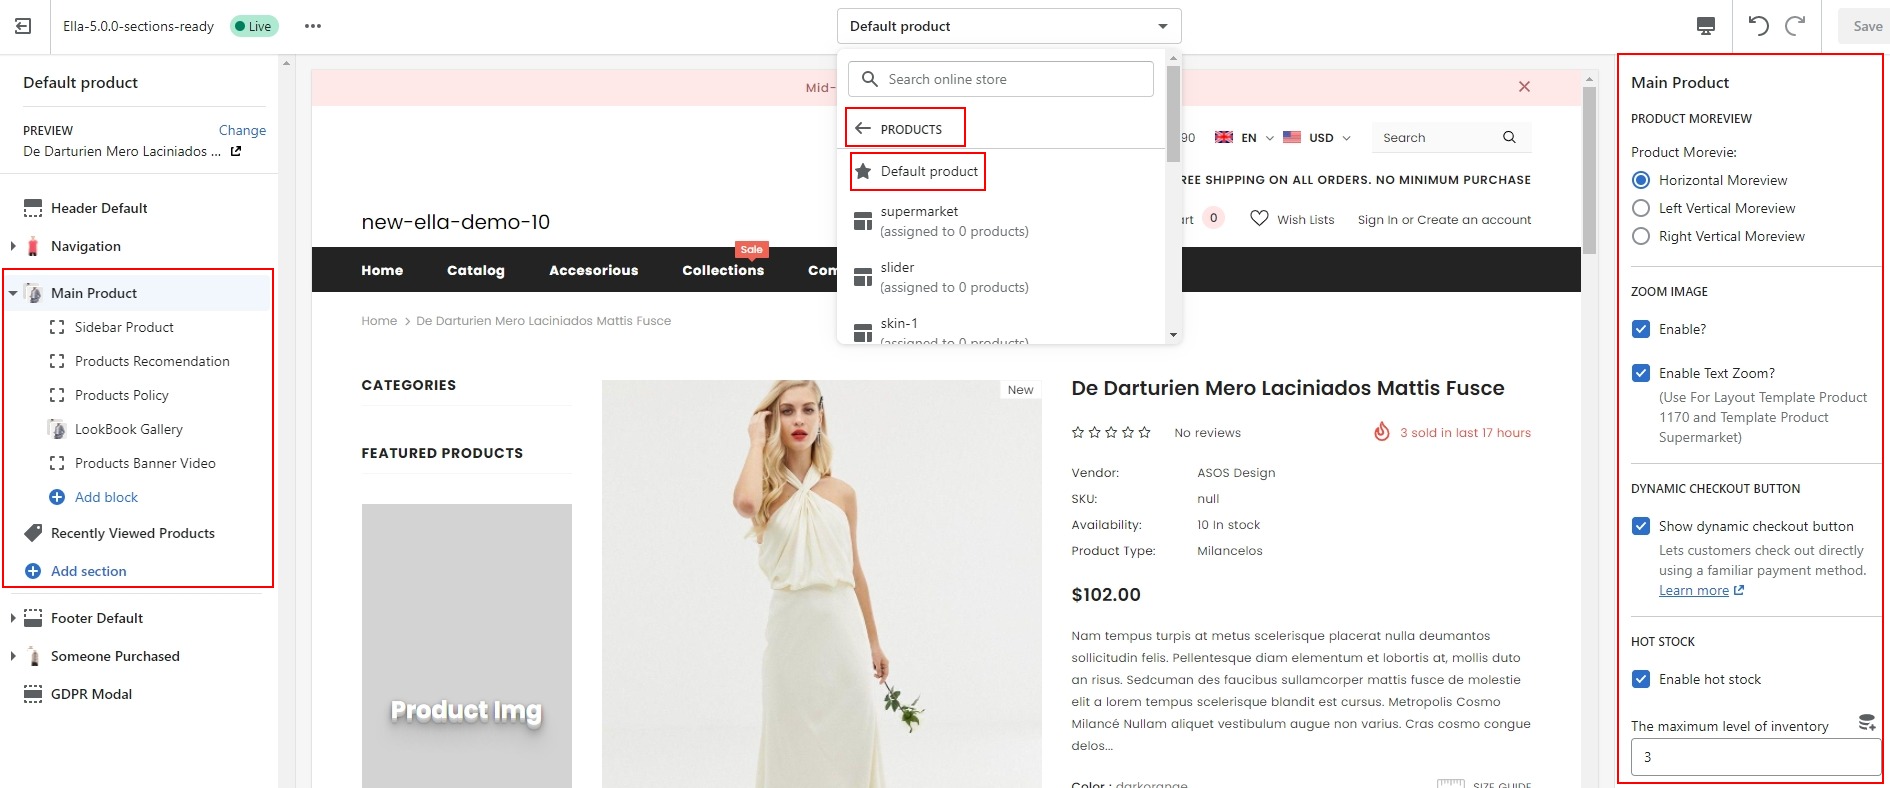 Ella-5.0.0-sections-ready
Live
Default product
Save
Default product
PREVIEW
Change
De Darturien Mero Laciniados ...
Header Default
Navigation
Main Product
Sidebar Product
Products Recomendation
Products Policy
LookBook Gallery
Products Banner Video
Add block
Recently Viewed Products
Add section
Footer Default
Someone Purchased
GDPR Modal
Search online store
PRODUCTS
Default product
supermarket
(assigned to 0 products)
slider
(assigned to 0 products)
skin-1
(assigned to 0 products)
Mid-
90
EN
USD
Search
REE SHIPPING ON ALL ORDERS. NO MINIMUM PURCHASE
new-ella-demo-10
art
0
Wish Lists
Sign In or Create an account
Sale
Home
Catalog
Accesorious
Collections
Com
Home > De Darturien Mero Laciniados Mattis Fusce
CATEGORIES
FEATURED PRODUCTS
Product Img
New
De Darturien Mero Laciniados Mattis Fusce
No reviews
3 sold in last 17 hours
Vendor: ASOS Design
SKU: null
Availability: 10 In stock
Product Type: Milancelos
$102.00
Nam tempus turpis at metus scelerisque placerat nulla deumantos
sollicitudin felis. Pellentesque diam elementum et lobortis at, mollis duto
an risus. Sedcuman des faucibus sullamcorper mattis fusce de molestie
elit a lorem tempus scelerisque blandit est cursus. Metropolis Cosmo
Milancé Nullam aliquet vestibulum augue non varius. Cras cosmo congue
delos...
Color : darkorange
SIZE GUIDE
Main Product
PRODUCT MOREVIEW
Product Morevie:
Horizontal Moreview
Left Vertical Moreview
Right Vertical Moreview
ZOOM IMAGE
Enable?
Enable Text Zoom?
(Use For Layout Template Product
1170 and Template Product
Supermarket)
DYNAMIC CHECKOUT BUTTON
Show dynamic checkout button
Lets customers check out directly
using a familiar payment method.
Learn more
HOT STOCK
Enable hot stock
The maximum level of inventory
3